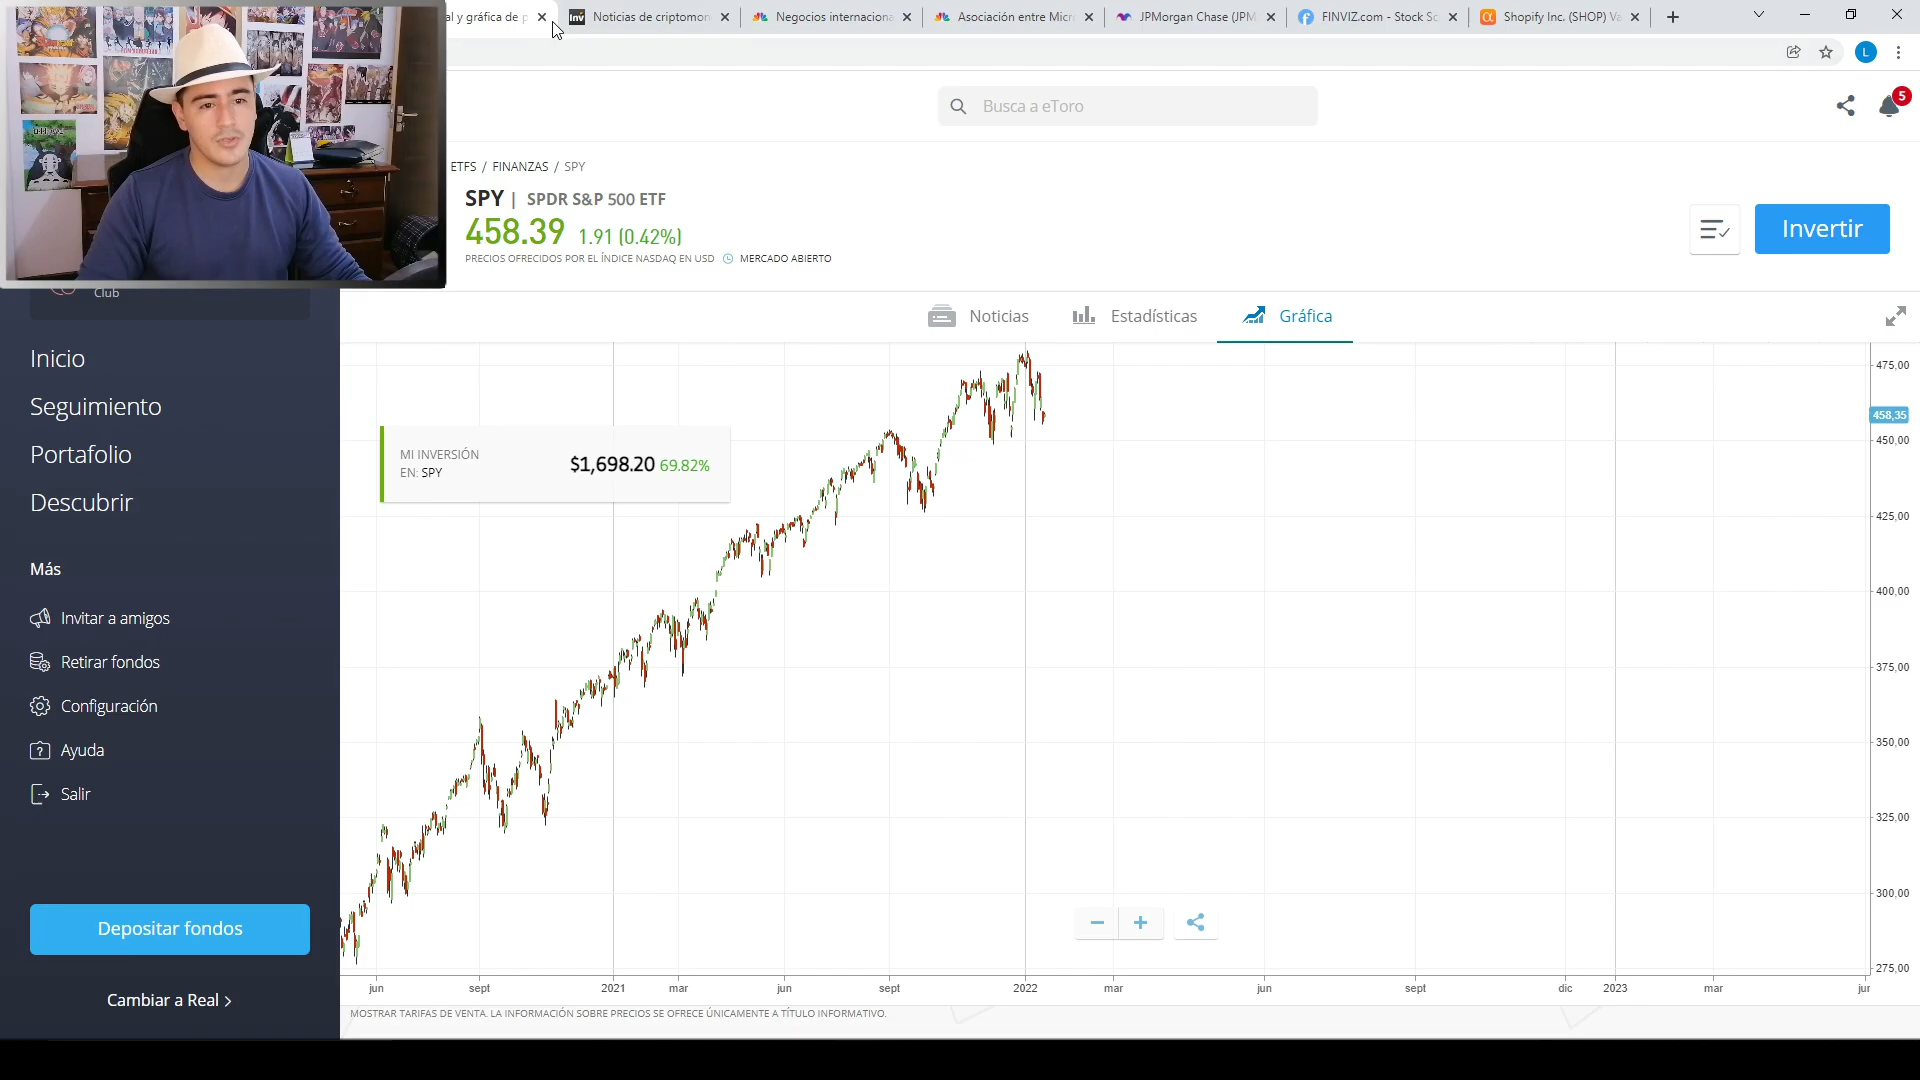 al y gráfica de p
Noticias de criptomon
Negocios internaciona
Asociación entre Micr
JPMorgan Chase (JPM
FINVIZ.com - Stock Sc
Shopify Inc. (SHOP) Va
L
Busca a eToro
5
ETFS / FINANZAS / SPY
SPY | SPDR S&P 500 ETF
458.39 1.91 (0.42%)
PRECIOS OFRECIDOS POR EL ÍNDICE NASDAQ EN USD MERCADO ABIERTO
Invertir
Club
Noticias
Estadísticas
Gráfica
Inicio
Seguimiento
Portafolio
Descubrir
Más
Invitar a amigos
Retirar fondos
Configuración
Ayuda
Salir
Depositar fondos
Cambiar a Real >
MI INVERSIÓN
EN: SPY
$1,698.20 69.82%
475,00
458,35
450,00
425,00
400,00
375,00
350,00
325,00
300,00
275,00
jun sept 2021 mar jun sept 2022 mar jun sept dic 2023 mar jur
MOSTRAR TARIFAS DE VENTA. LA INFORMACIÓN SOBRE PRECIOS SE OFRECE ÚNICAMENTE A TÍTULO INFORMATIVO.